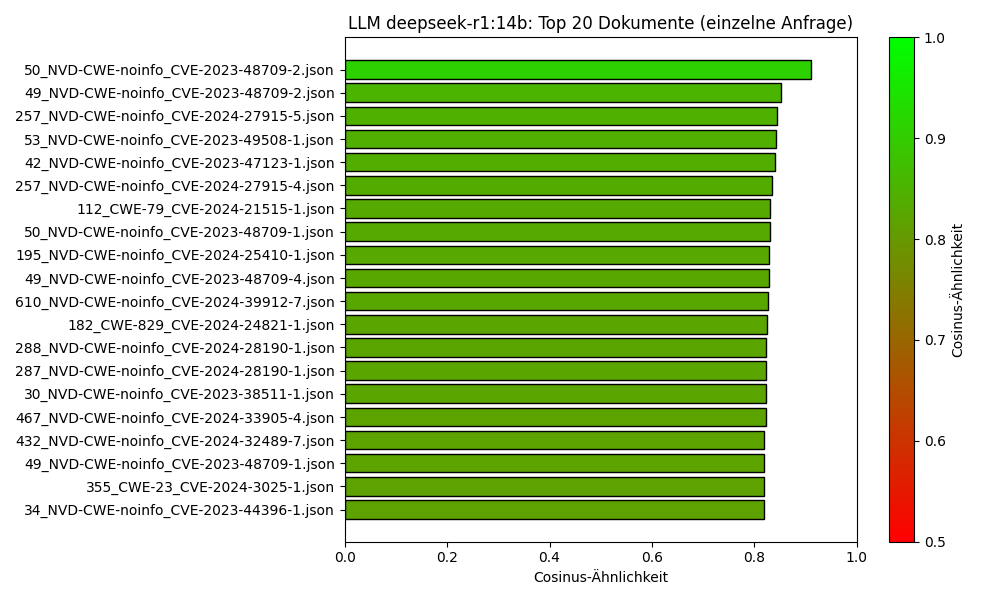 LLM deepseek-r1:14b: Top 20 Dokumente (einzelne Anfrage)
50_NVD-CWE-noinfo_CVE-2023-48709-2.json
49_NVD-CWE-noinfo_CVE-2023-48709-2.json
257_NVD-CWE-noinfo_CVE-2024-27915-5.json
53_NVD-CWE-noinfo_CVE-2023-49508-1.json
42_NVD-CWE-noinfo_CVE-2023-47123-1.json
257_NVD-CWE-noinfo_CVE-2024-27915-4.json
112_CWE-79_CVE-2024-21515-1.json
50_NVD-CWE-noinfo_CVE-2023-48709-1.json
195_NVD-CWE-noinfo_CVE-2024-25410-1.json
49_NVD-CWE-noinfo_CVE-2023-48709-4.json
610_NVD-CWE-noinfo_CVE-2024-39912-7.json
182_CWE-829_CVE-2024-24821-1.json
288_NVD-CWE-noinfo_CVE-2024-28190-1.json
287_NVD-CWE-noinfo_CVE-2024-28190-1.json
30_NVD-CWE-noinfo_CVE-2023-38511-1.json
467_NVD-CWE-noinfo_CVE-2024-33905-4.json
432_NVD-CWE-noinfo_CVE-2024-32489-7.json
49_NVD-CWE-noinfo_CVE-2023-48709-1.json
355_CWE-23_CVE-2024-3025-1.json
34_NVD-CWE-noinfo_CVE-2023-44396-1.json
0.0 0.2 0.4 0.6 0.8 1.0
Cosinus-Ähnlichkeit
1.0
0.9
0.8
0.7
0.6
0.5
Cosinus-Ähnlichkeit